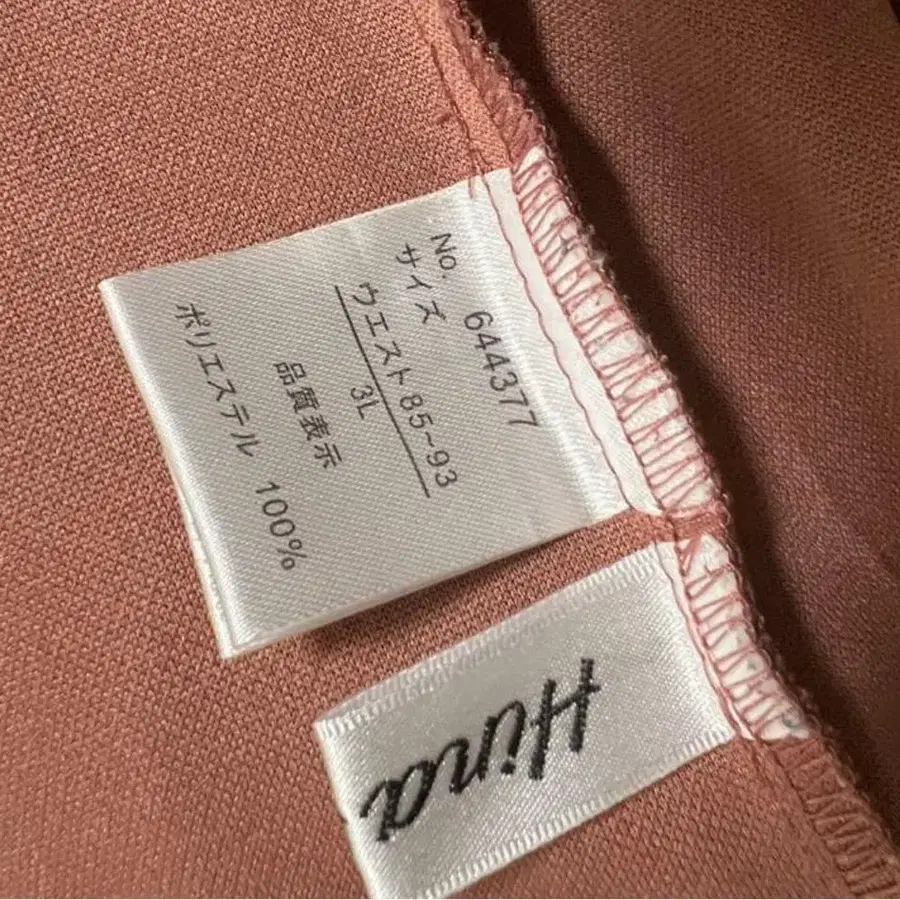 No. 644377
サイズ
ウエスト85~93
3L
品質表示
ポリエステル 100%
Hina